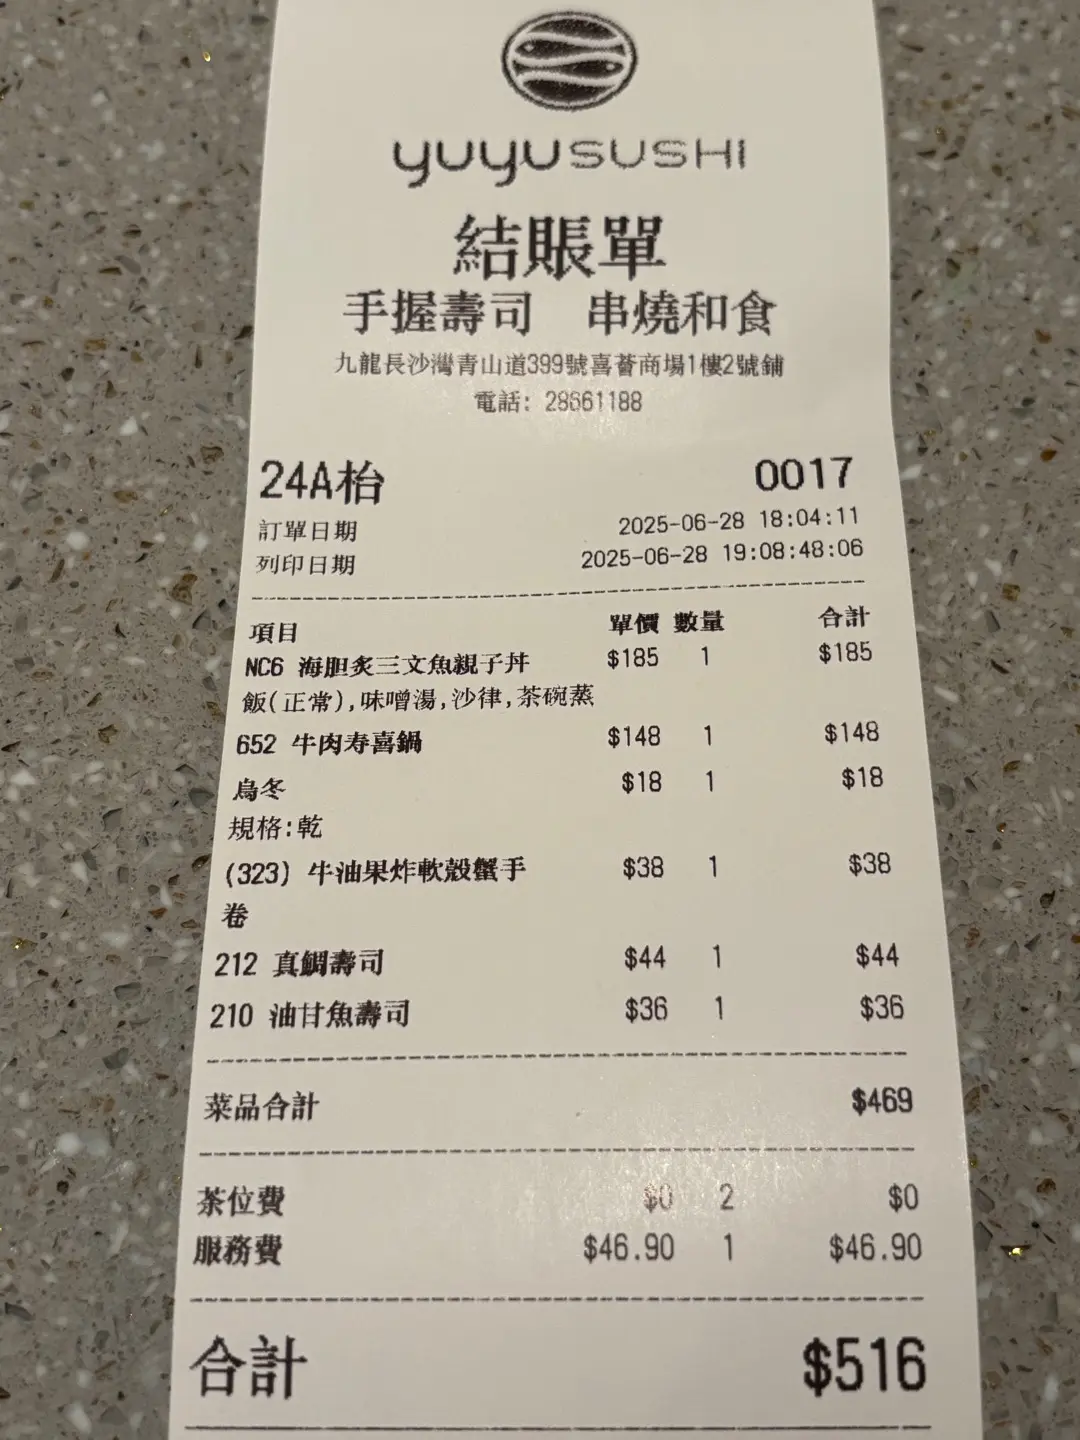 yuyu SUSHI
結賬單
手握壽司 串燒和食
九龍長沙灣青山道399號喜薈商場1樓2號鋪
電話: 28661188
24A枱 0017
訂單日期 2025-06-28 18:04:11
列印日期 2025-06-28 19:08:48:06
項目 單價 數量 合計
NC6 海胆炙三文魚親子丼 $185 1 $185
飯(正常),味噌湯,沙律,茶碗蒸
652 牛肉寿喜鍋 $148 1 $148
烏冬 $18 1 $18
規格:乾
(323) 牛油果炸軟殼蟹手 $38 1 $38
卷
212 真鯛壽司 $44 1 $44
210 油甘魚壽司 $36 1 $36
菜品合計 $469
茶位費 $0 2 $0
服務費 $46.90 1 $46.90
合計 $516